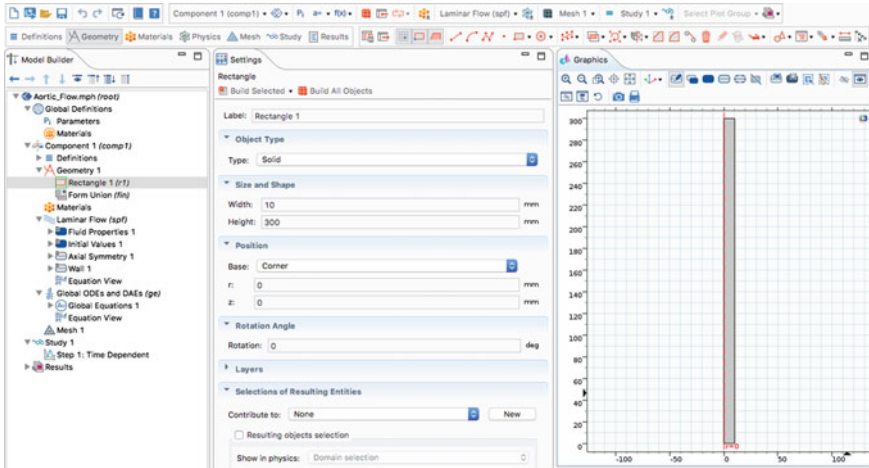 Component 1 (comp1) Pi a= f(x) Laminar Flow (spf) Mesh 1 Study 1 Select Plot Group
Definitions Geometry Materials Physics Mesh Study Results
Model Builder
Aortic_Flow.mph (root)
Global Definitions
Pi Parameters
Materials
Component 1 (comp1)
Definitions
Geometry 1
Rectangle 1 (r1)
Form Union (fin)
Materials
Laminar Flow (spf)
Fluid Properties 1
Initial Values 1
Axial Symmetry 1
Wall 1
Equation View
Global ODEs and DAEs (ge)
Global Equations 1
Equation View
Mesh 1
Study 1
Step 1: Time Dependent
Results
Settings
Rectangle
Build Selected Build All Objects
Label: Rectangle 1
Object Type
Type: Solid
Size and Shape
Width: 10 mm
Height: 300 mm
Position
Base: Corner
r: 0 mm
z: 0 mm
Rotation Angle
Rotation: 0 deg
Layers
Selections of Resulting Entities
Contribute to: None New
Resulting objects selection
Show in physics: Domain selection
Graphics
300
280
260
240
220
200
180
160
140
120
100
80
60
40
20
0
r=0
-100 -50 0 50 100